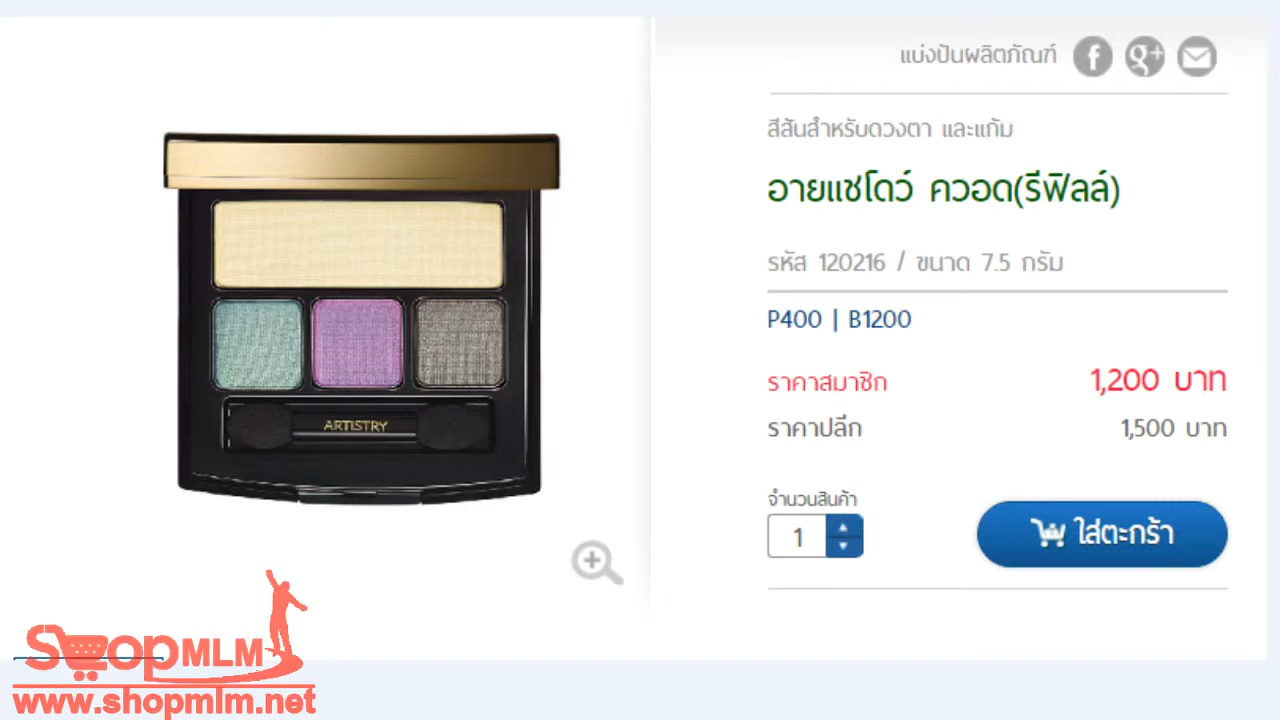 แบ่งปันผลิตภัณฑ์
สีสันสำหรับดวงตา และแก้ม
อายแชโดว์ ควอด(รีฟิลล์)
รหัส 120216 / ขนาด 7.5 กรัม
P400 | B1200
ราคาสมาชิก 1,200 บาท
ราคาปลีก 1,500 บาท
จำนวนสินค้า
1
ใส่ตะกร้า
ARTISTRY
SHOPMLM
www.shopmlm.net